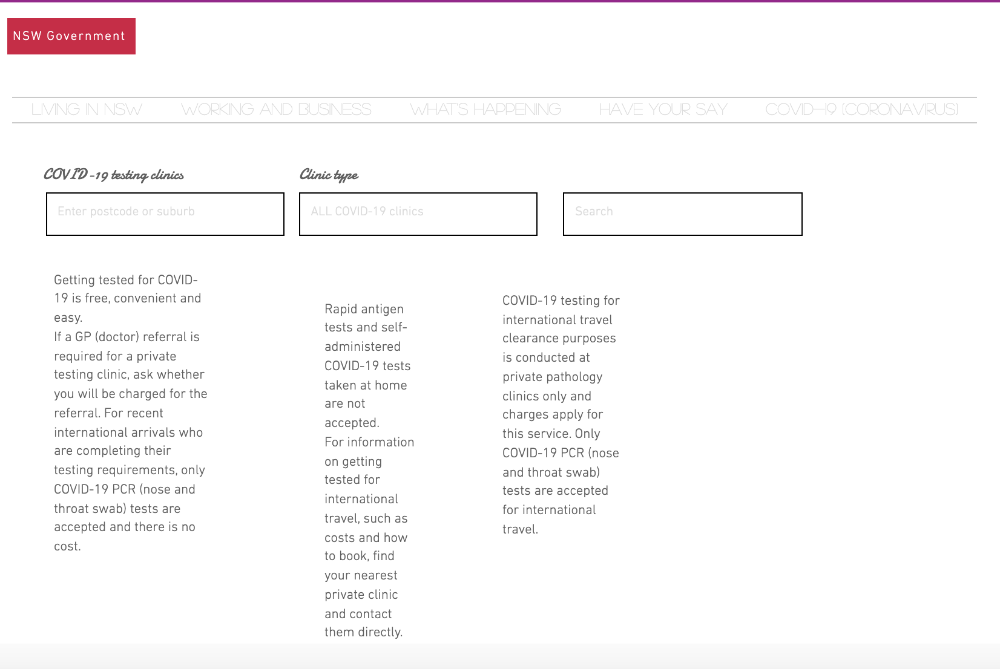 NSW Government
LIVING IN NSW WORKING AND BUSINESS WHAT'S HAPPENING HAVE YOUR SAY COVID-19 (CORONAVIRUS)
COVID-19 testing clinics
Clinic type
Enter postcode or suburb
ALL COVID-19 clinics
Search
Getting tested for COVID-
19 is free, convenient and
easy.
If a GP (doctor) referral is
required for a private
testing clinic, ask whether
you will be charged for the
referral. For recent
international arrivals who
are completing their
testing requirements, only
COVID-19 PCR (nose and
throat swab) tests are
accepted and there is no
cost.
Rapid antigen
tests and self-
administered
COVID-19 tests
taken at home
are not
accepted.
For information
on getting
tested for
international
travel, such as
costs and how
to book, find
your nearest
private clinic
and contact
them directly.
COVID-19 testing for
international travel
clearance purposes
is conducted at
private pathology
clinics only and
charges apply for
this service. Only
COVID-19 PCR (nose
and throat swab)
tests are accepted
for international
travel.